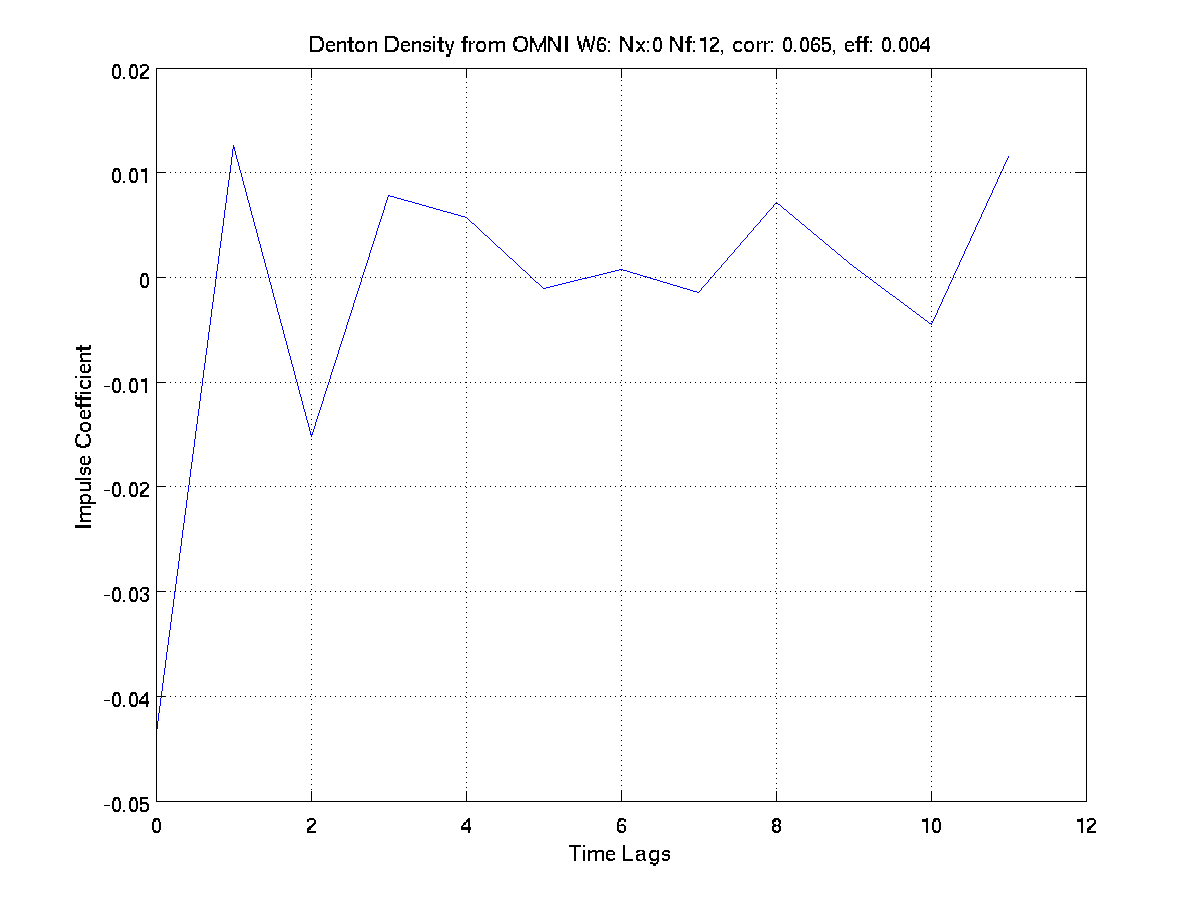 Denton Density from OMNI W6: Nx:0 Nf:12, corr: 0.065, eff: 0.004
0.02
0.01
0
-0.01
-0.02
-0.03
-0.04
-0.05
Impulse Coefficient
0 2 4 6 8 10 12
Time Lags